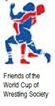 Friends of the
World Cup of
Wrestling Society